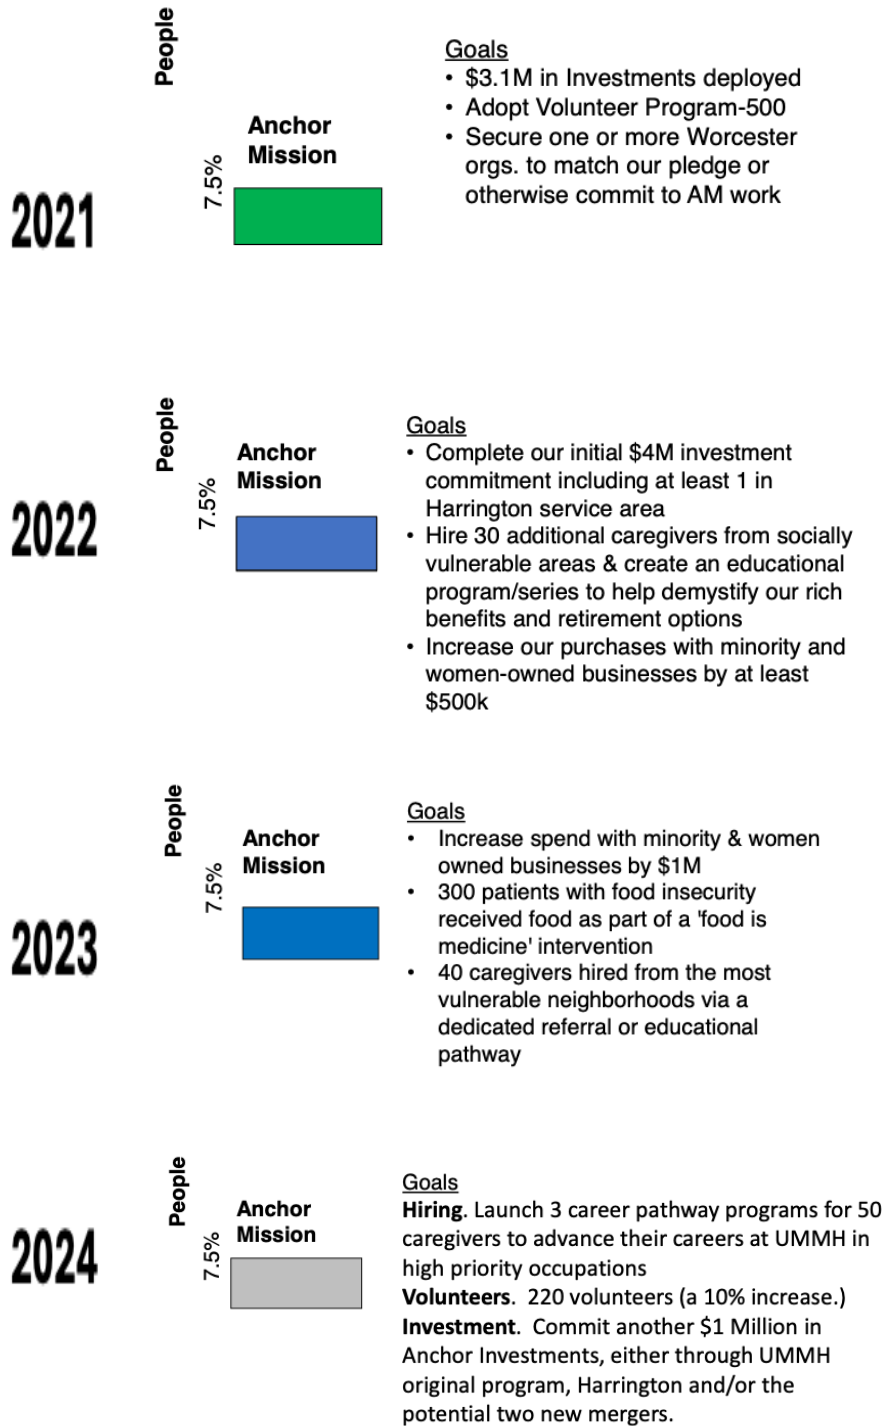 People
Goals
• $3.1M in Investments deployed
• Adopt Volunteer Program-500
• Secure one or more Worcester
orgs. to match our pledge or
otherwise commit to AM work
Anchor
Mission
7.5%
2021
People
Goals
• Complete our initial $4M investment
commitment including at least 1 in
Harrington service area
• Hire 30 additional caregivers from socially
vulnerable areas & create an educational
program/series to help demystify our rich
benefits and retirement options
• Increase our purchases with minority and
women-owned businesses by at least
$500k
Anchor
Mission
7.5%
2022
People
Goals
• Increase spend with minority & women
owned businesses by $1M
• 300 patients with food insecurity
received food as part of a 'food is
medicine' intervention
• 40 caregivers hired from the most
vulnerable neighborhoods via a
dedicated referral or educational
pathway
Anchor
Mission
7.5%
2023
People
Goals
Hiring. Launch 3 career pathway programs for 50
caregivers to advance their careers at UMMH in
high priority occupations
Volunteers.  220 volunteers (a 10% increase.)
Investment.  Commit another $1 Million in
Anchor Investments, either through UMMH
original program, Harrington and/or the
potential two new mergers.
Anchor
Mission
7.5%
2024